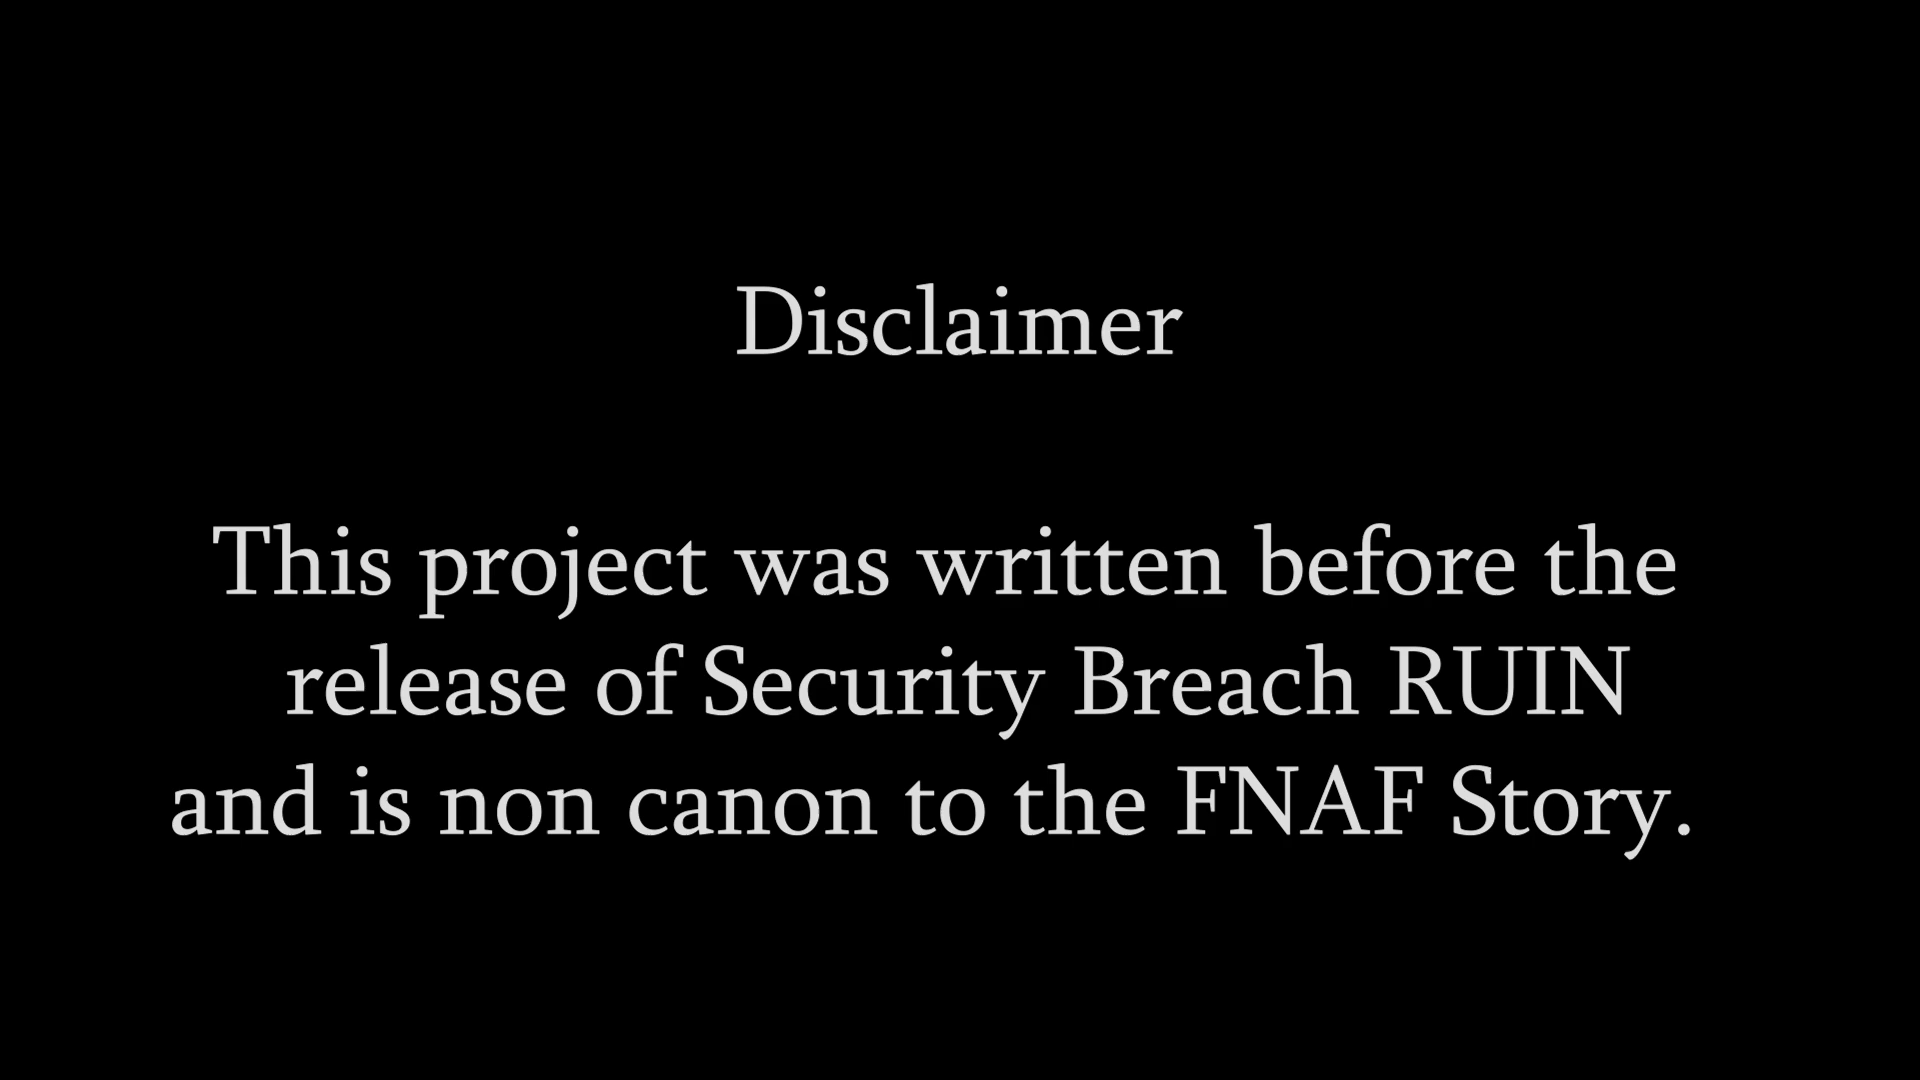 Disclaimer
This project was written before the
release of Security Breach RUIN
and is non canon to the FNAF Story.